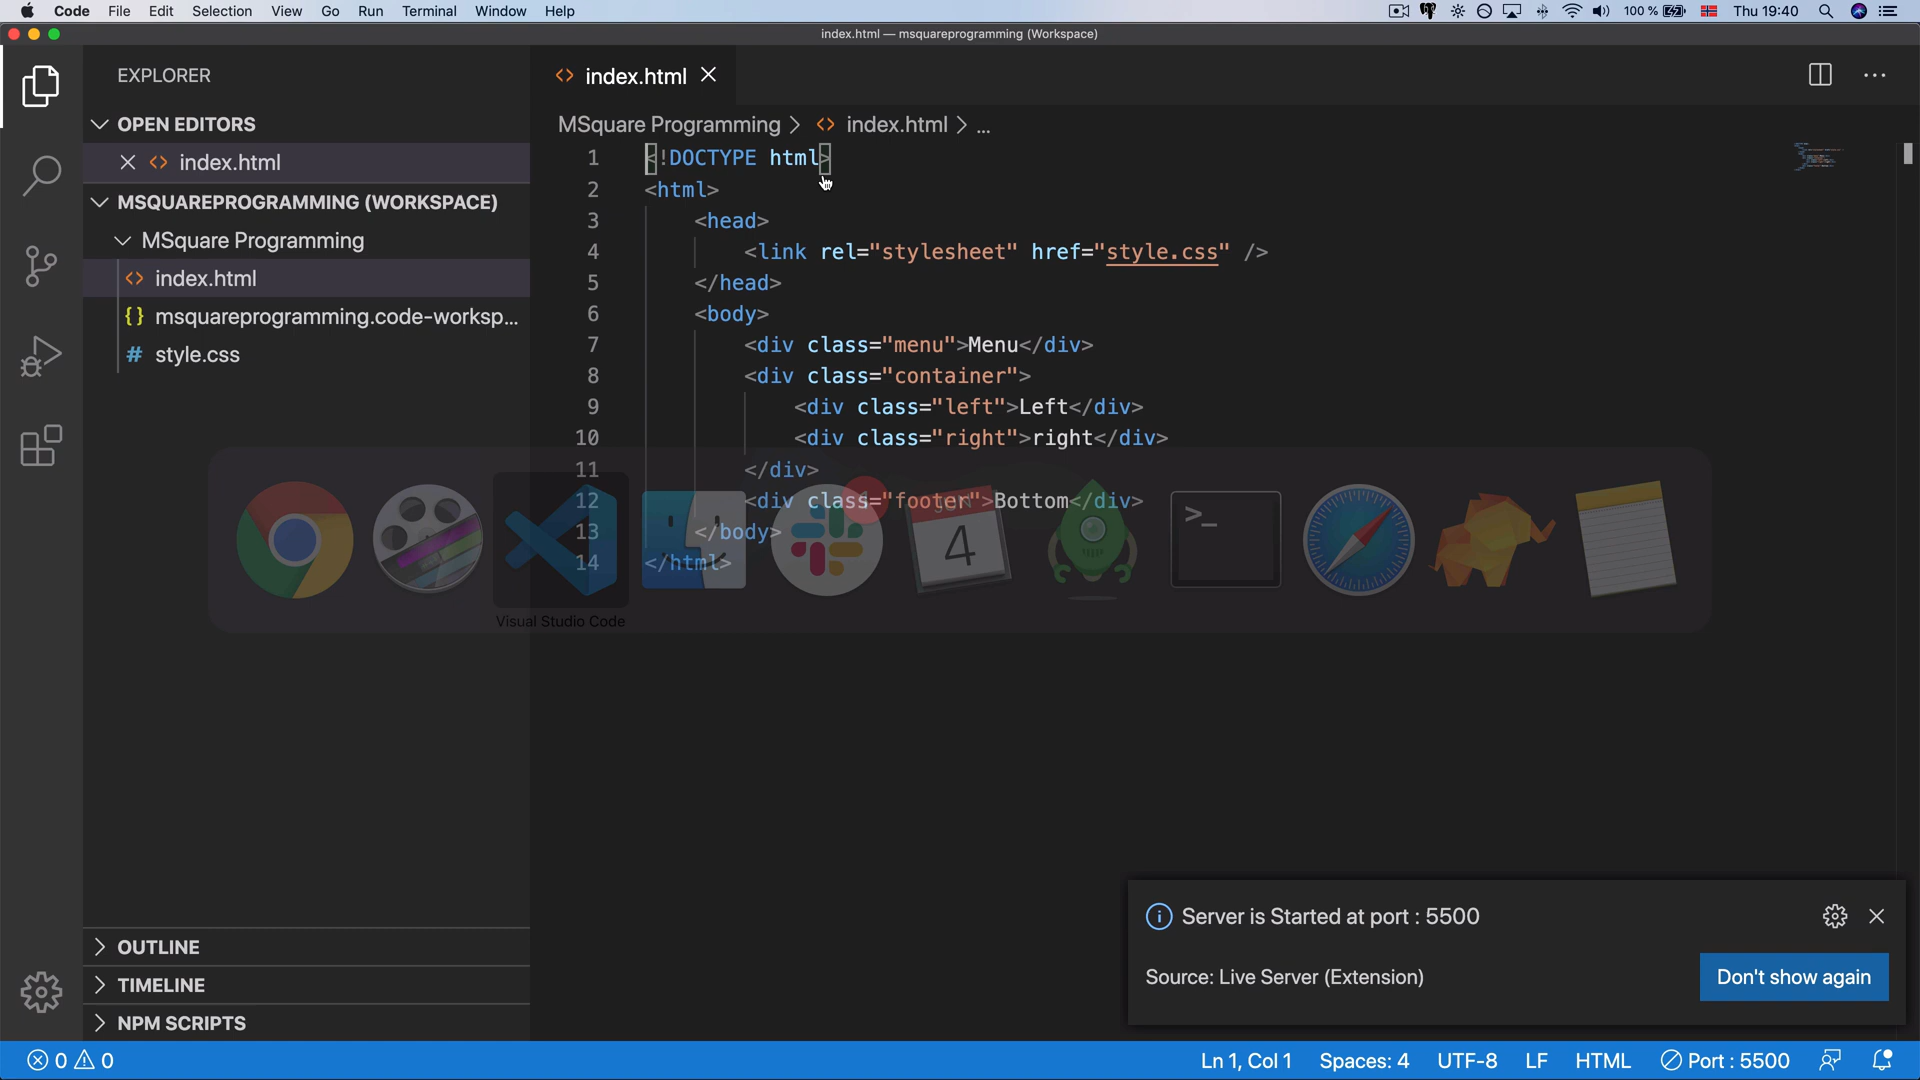 Code File Edit Selection View Go Run Terminal Window Help 100 % Thu 19:40
index.html — msquareprogramming (Workspace)
EXPLORER
OPEN EDITORS
index.html
MSQUAREPROGRAMMING (WORKSPACE)
MSquare Programming
<> index.html
{} msquareprogramming.code-worksp...
# style.css
OUTLINE
TIMELINE
NPM SCRIPTS
<> index.html
MSquare Programming > <> index.html > ...
1 <!DOCTYPE html>
2 <html>
3 <head>
4 <link rel="stylesheet" href="style.css" />
5 </head>
6 <body>
7 <div class="menu">Menu</div>
8 <div class="container">
9 <div class="left">Left</div>
10 <div class="right">right</div>
11 </div>
12 <div class="footer">Bottom</div>
13 </body>
14 </html>
4
>_
Visual Studio Code
Server is Started at port : 5500
Source: Live Server (Extension)
Don't show again
0 0 Ln 1, Col 1 Spaces: 4 UTF-8 LF HTML Port : 5500